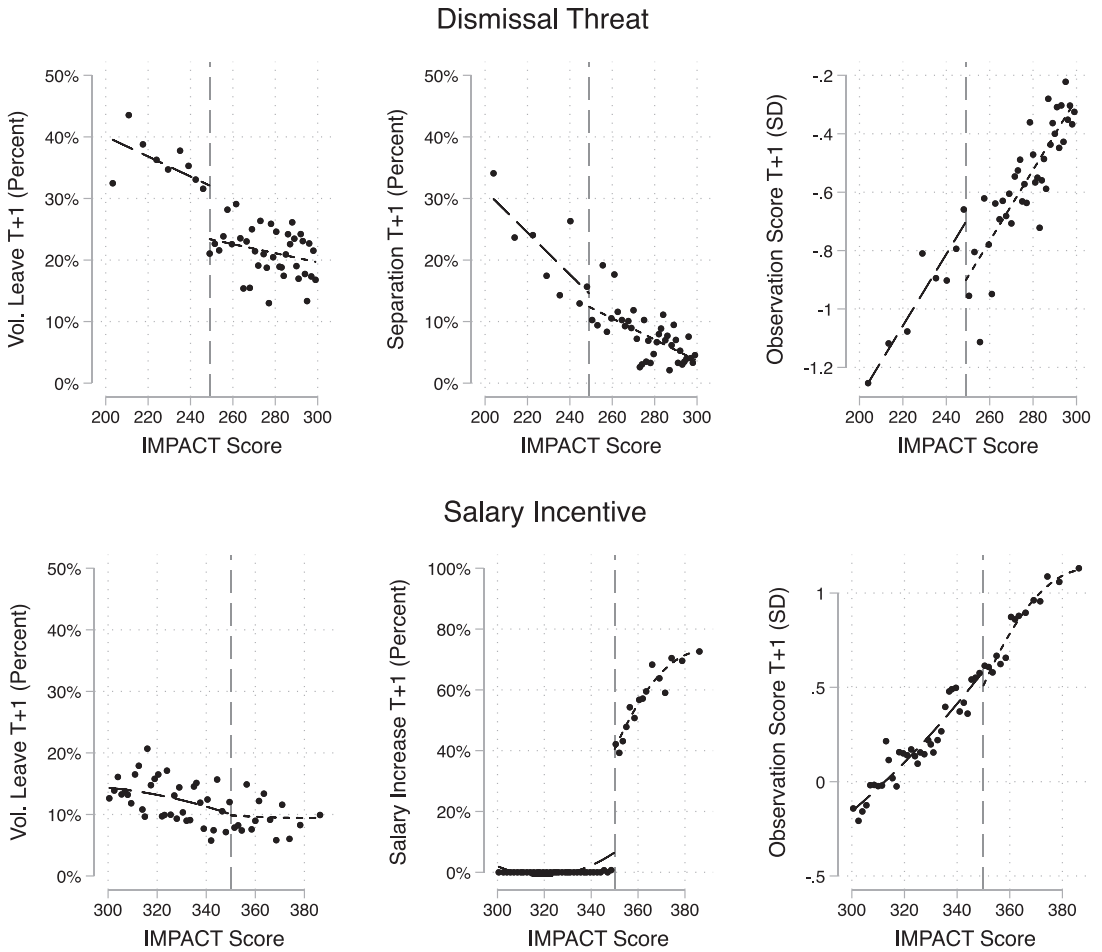 Dismissal Threat
Vol. Leave T+1 (Percent)
50%
40%
30%
20%
10%
0%
200 220 240 260 280 300
IMPACT Score
Separation T+1 (Percent)
50%
40%
30%
20%
10%
0%
200 220 240 260 280 300
IMPACT Score
Observation Score T+1 (SD)
-.2
-.4
-.6
-.8
-1
-1.2
200 220 240 260 280 300
IMPACT Score
Salary Incentive
Vol. Leave T+1 (Percent)
50%
40%
30%
20%
10%
0%
300 320 340 360 380
IMPACT Score
Salary Increase T+1 (Percent)
100%
80%
60%
40%
20%
0%
300 320 340 360 380
IMPACT Score
Observation Score T+1 (SD)
1
.5
0
-.5
300 320 340 360 380
IMPACT Score